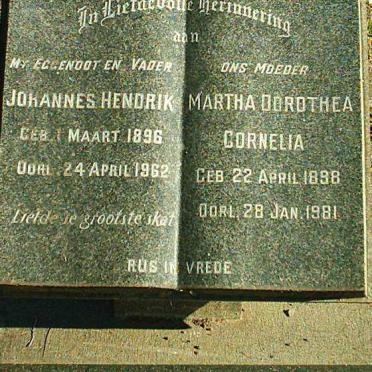 In Liefdevolle Herinnering
aan
MY EGGENOOT EN VADER
JOHANNES HENDRIK
GEB. 1 MAART 1896
OORL. 24 APRIL 1962
Liefde se grootste skat
ONS MOEDER
MARTHA DOROTHEA
CORNELIA
GEB 22 APRIL 1898
OORL. 28 JAN. 1981.
RUS IN VREDE